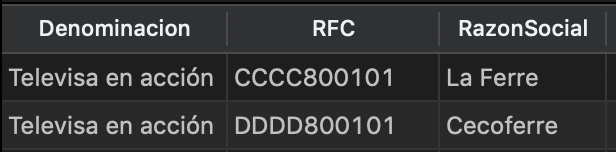 Denominacion RFC RazonSocial
Televisa en acción CCCC800101 La Ferre
Televisa en acción DDDD800101 Cecoferre